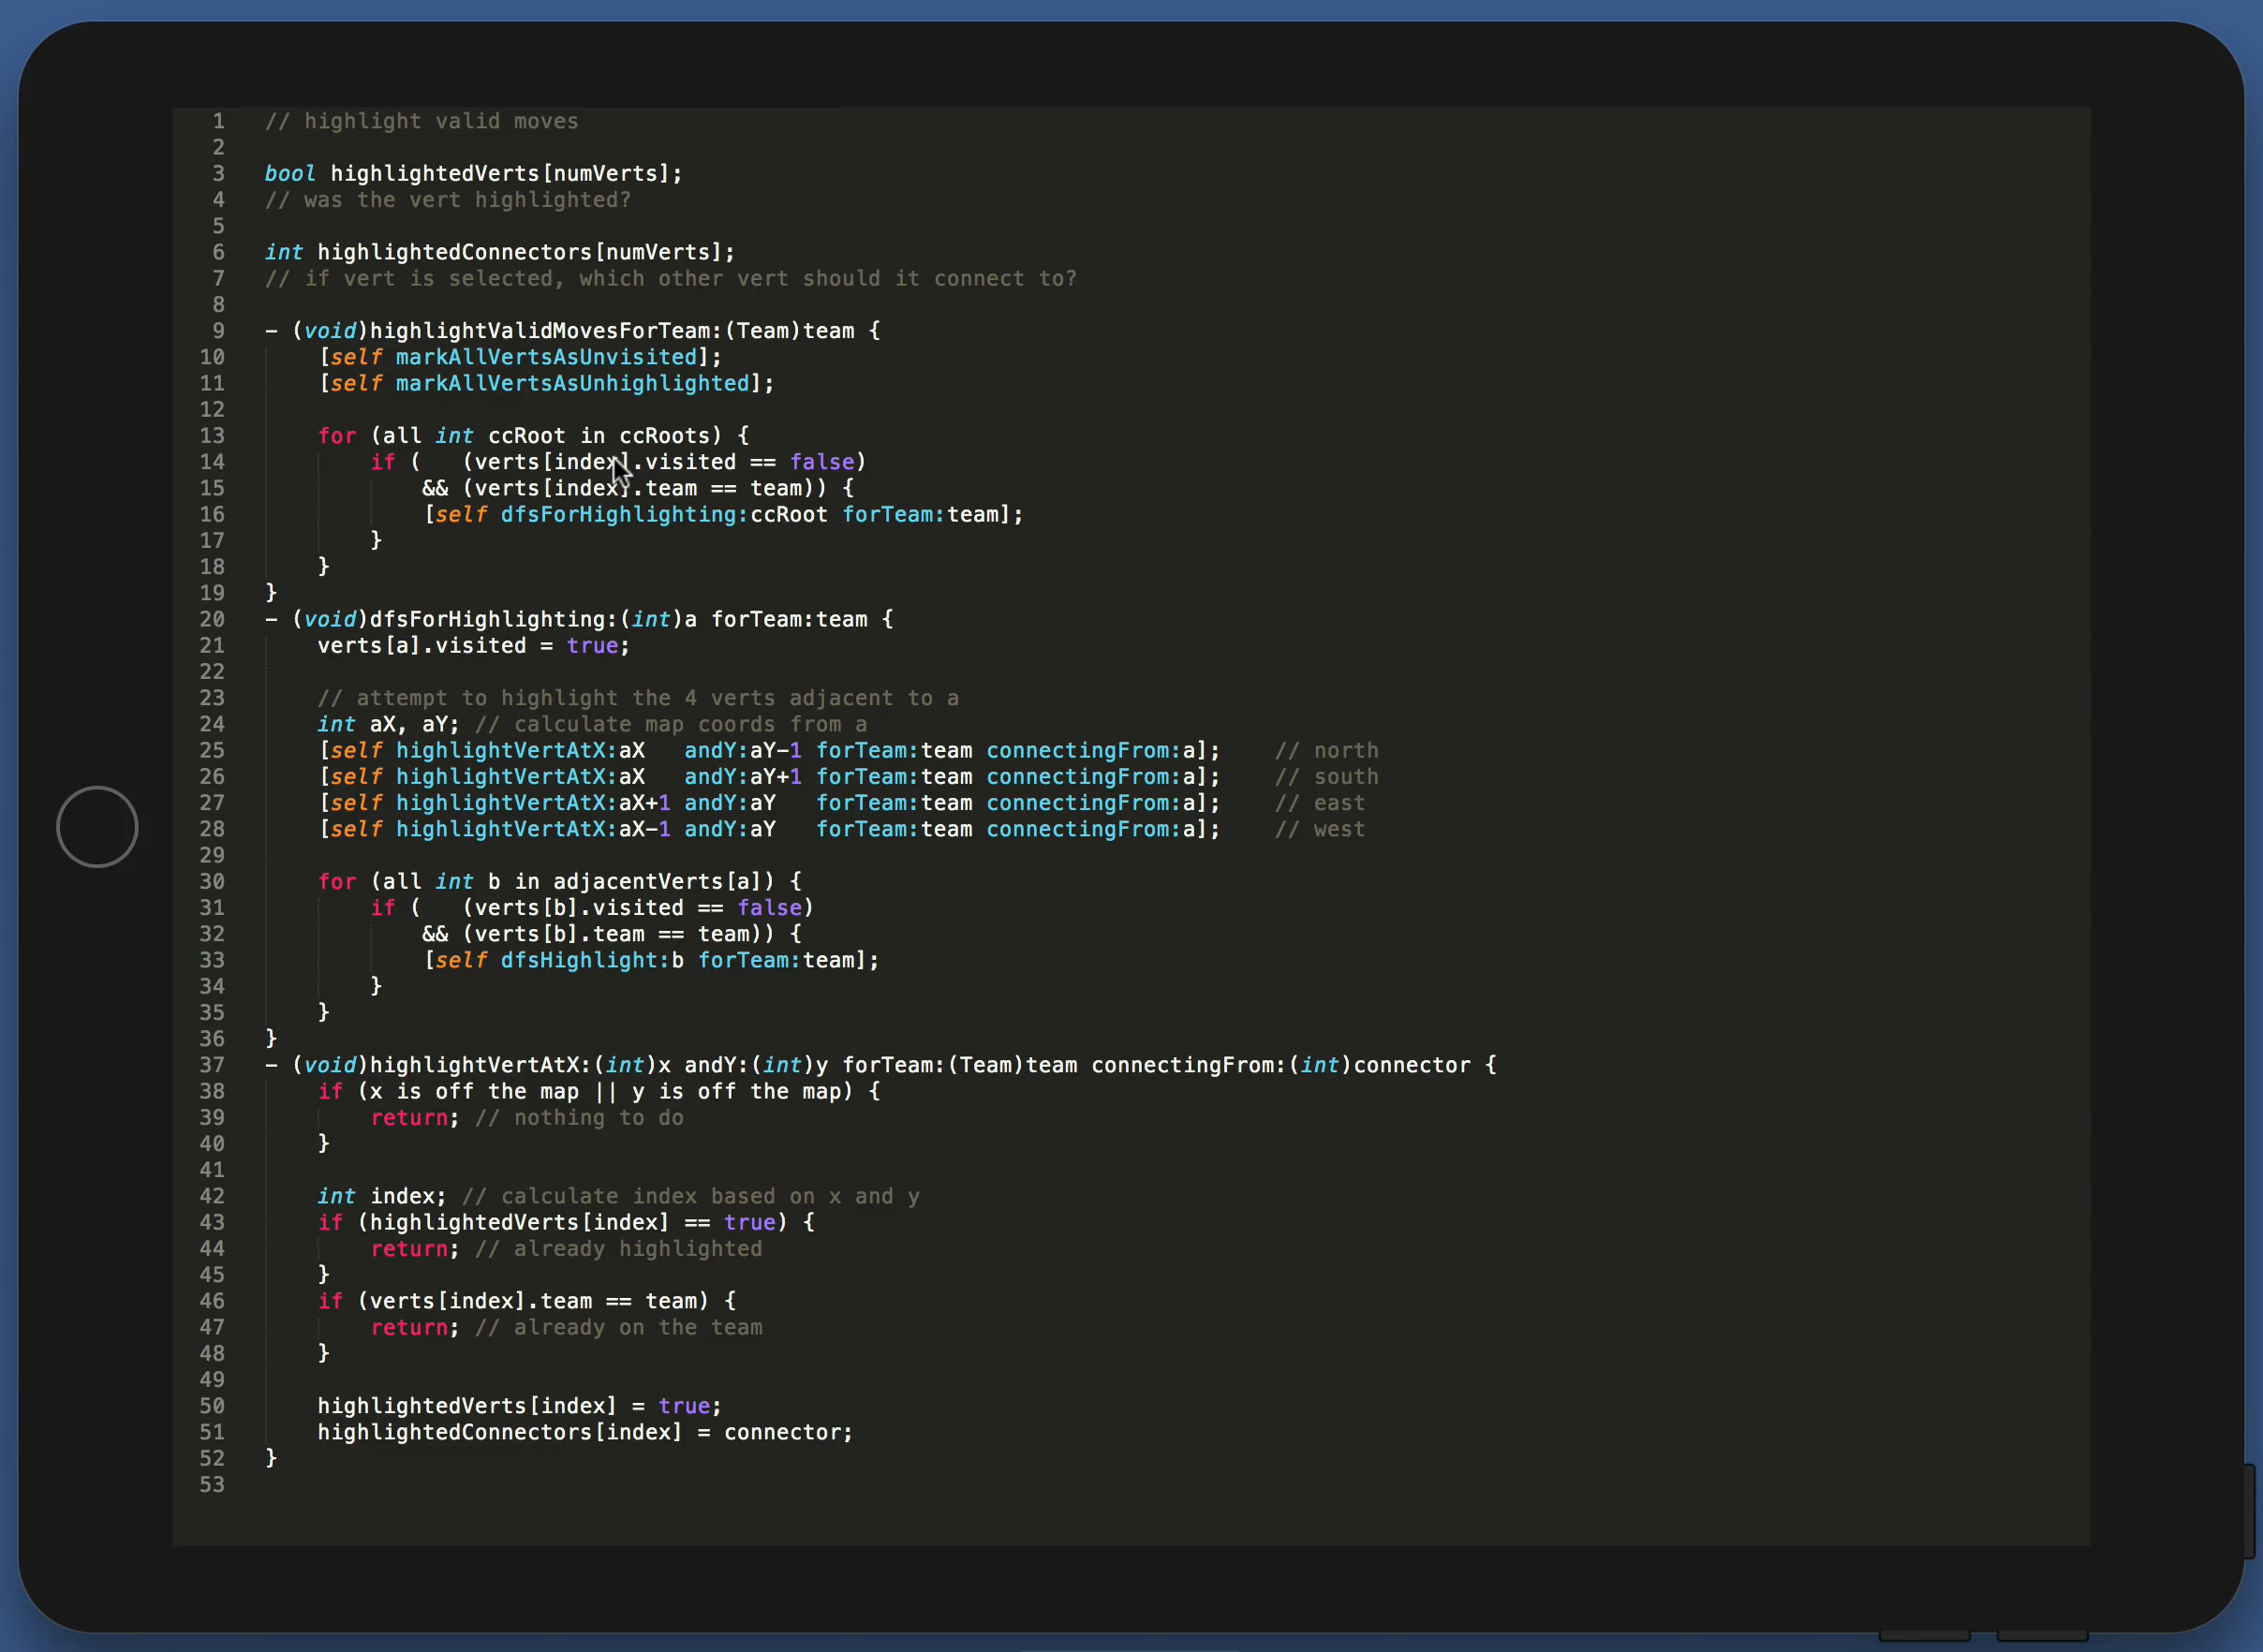 1 // highlight valid moves
2
3 bool highlightedVerts[numVerts];
4 // was the vert highlighted?
5
6 int highlightedConnectors[numVerts];
7 // if vert is selected, which other vert should it connect to?
8
9 - (void)highlightValidMovesForTeam:(Team)team {
10     [self markAllVertsAsUnvisited];
11     [self markAllVertsAsUnhighlighted];
12
13     for (all int ccRoot in ccRoots) {
14         if (   (verts[index].visited == false)
15             && (verts[index].team == team)) {
16             [self dfsForHighlighting:ccRoot forTeam:team];
17         }
18     }
19 }
20 - (void)dfsForHighlighting:(int)a forTeam:team {
21     verts[a].visited = true;
22
23     // attempt to highlight the 4 verts adjacent to a
24     int aX, aY; // calculate map coords from a
25     [self highlightVertAtX:aX   andY:aY-1 forTeam:team connectingFrom:a];    // north
26     [self highlightVertAtX:aX   andY:aY+1 forTeam:team connectingFrom:a];    // south
27     [self highlightVertAtX:aX+1 andY:aY   forTeam:team connectingFrom:a];    // east
28     [self highlightVertAtX:aX-1 andY:aY   forTeam:team connectingFrom:a];    // west
29
30     for (all int b in adjacentVerts[a]) {
31         if (   (verts[b].visited == false)
32             && (verts[b].team == team)) {
33             [self dfsHighlight:b forTeam:team];
34         }
35     }
36 }
37 - (void)highlightVertAtX:(int)x andY:(int)y forTeam:(Team)team connectingFrom:(int)connector {
38     if (x is off the map || y is off the map) {
39         return; // nothing to do
40     }
41
42     int index; // calculate index based on x and y
43     if (highlightedVerts[index] == true) {
44         return; // already highlighted
45     }
46     if (verts[index].team == team) {
47         return; // already on the team
48     }
49
50     highlightedVerts[index] = true;
51     highlightedConnectors[index] = connector;
52 }
53